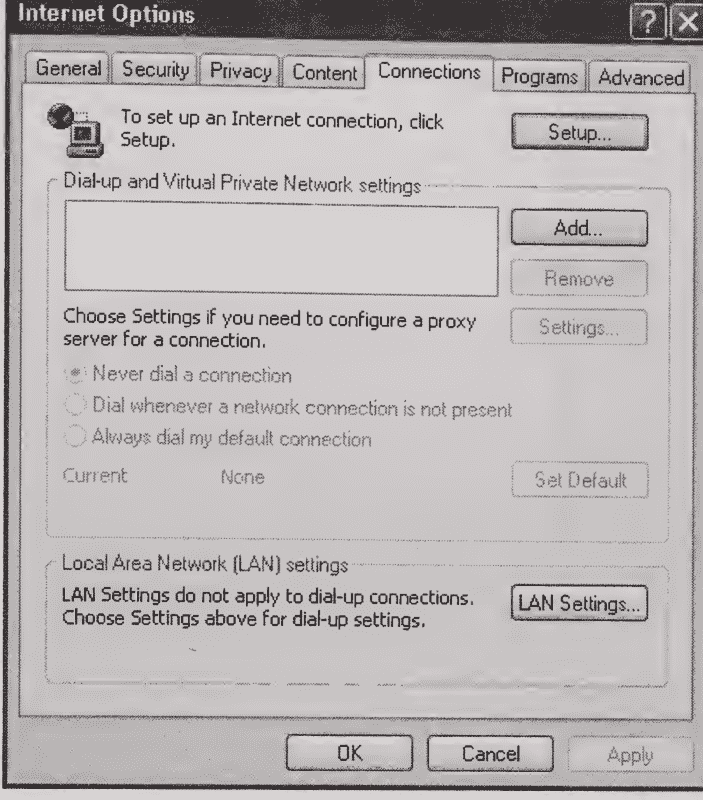 Internet Options
General Security Privacy Content Connections Programs Advanced
To set up an Internet connection, click
Setup.
Setup...
Dial-up and Virtual Private Network settings
Add...
Remove
Choose Settings if you need to configure a proxy
server for a connection.
Settings...
Never dial a connection
Dial whenever a network connection is not present
Always dial my default connection
Current None
Set Default
Local Area Network (LAN) settings
LAN Settings do not apply to dial-up connections.
Choose Settings above for dial-up settings.
LAN Settings...
OK Cancel Apply